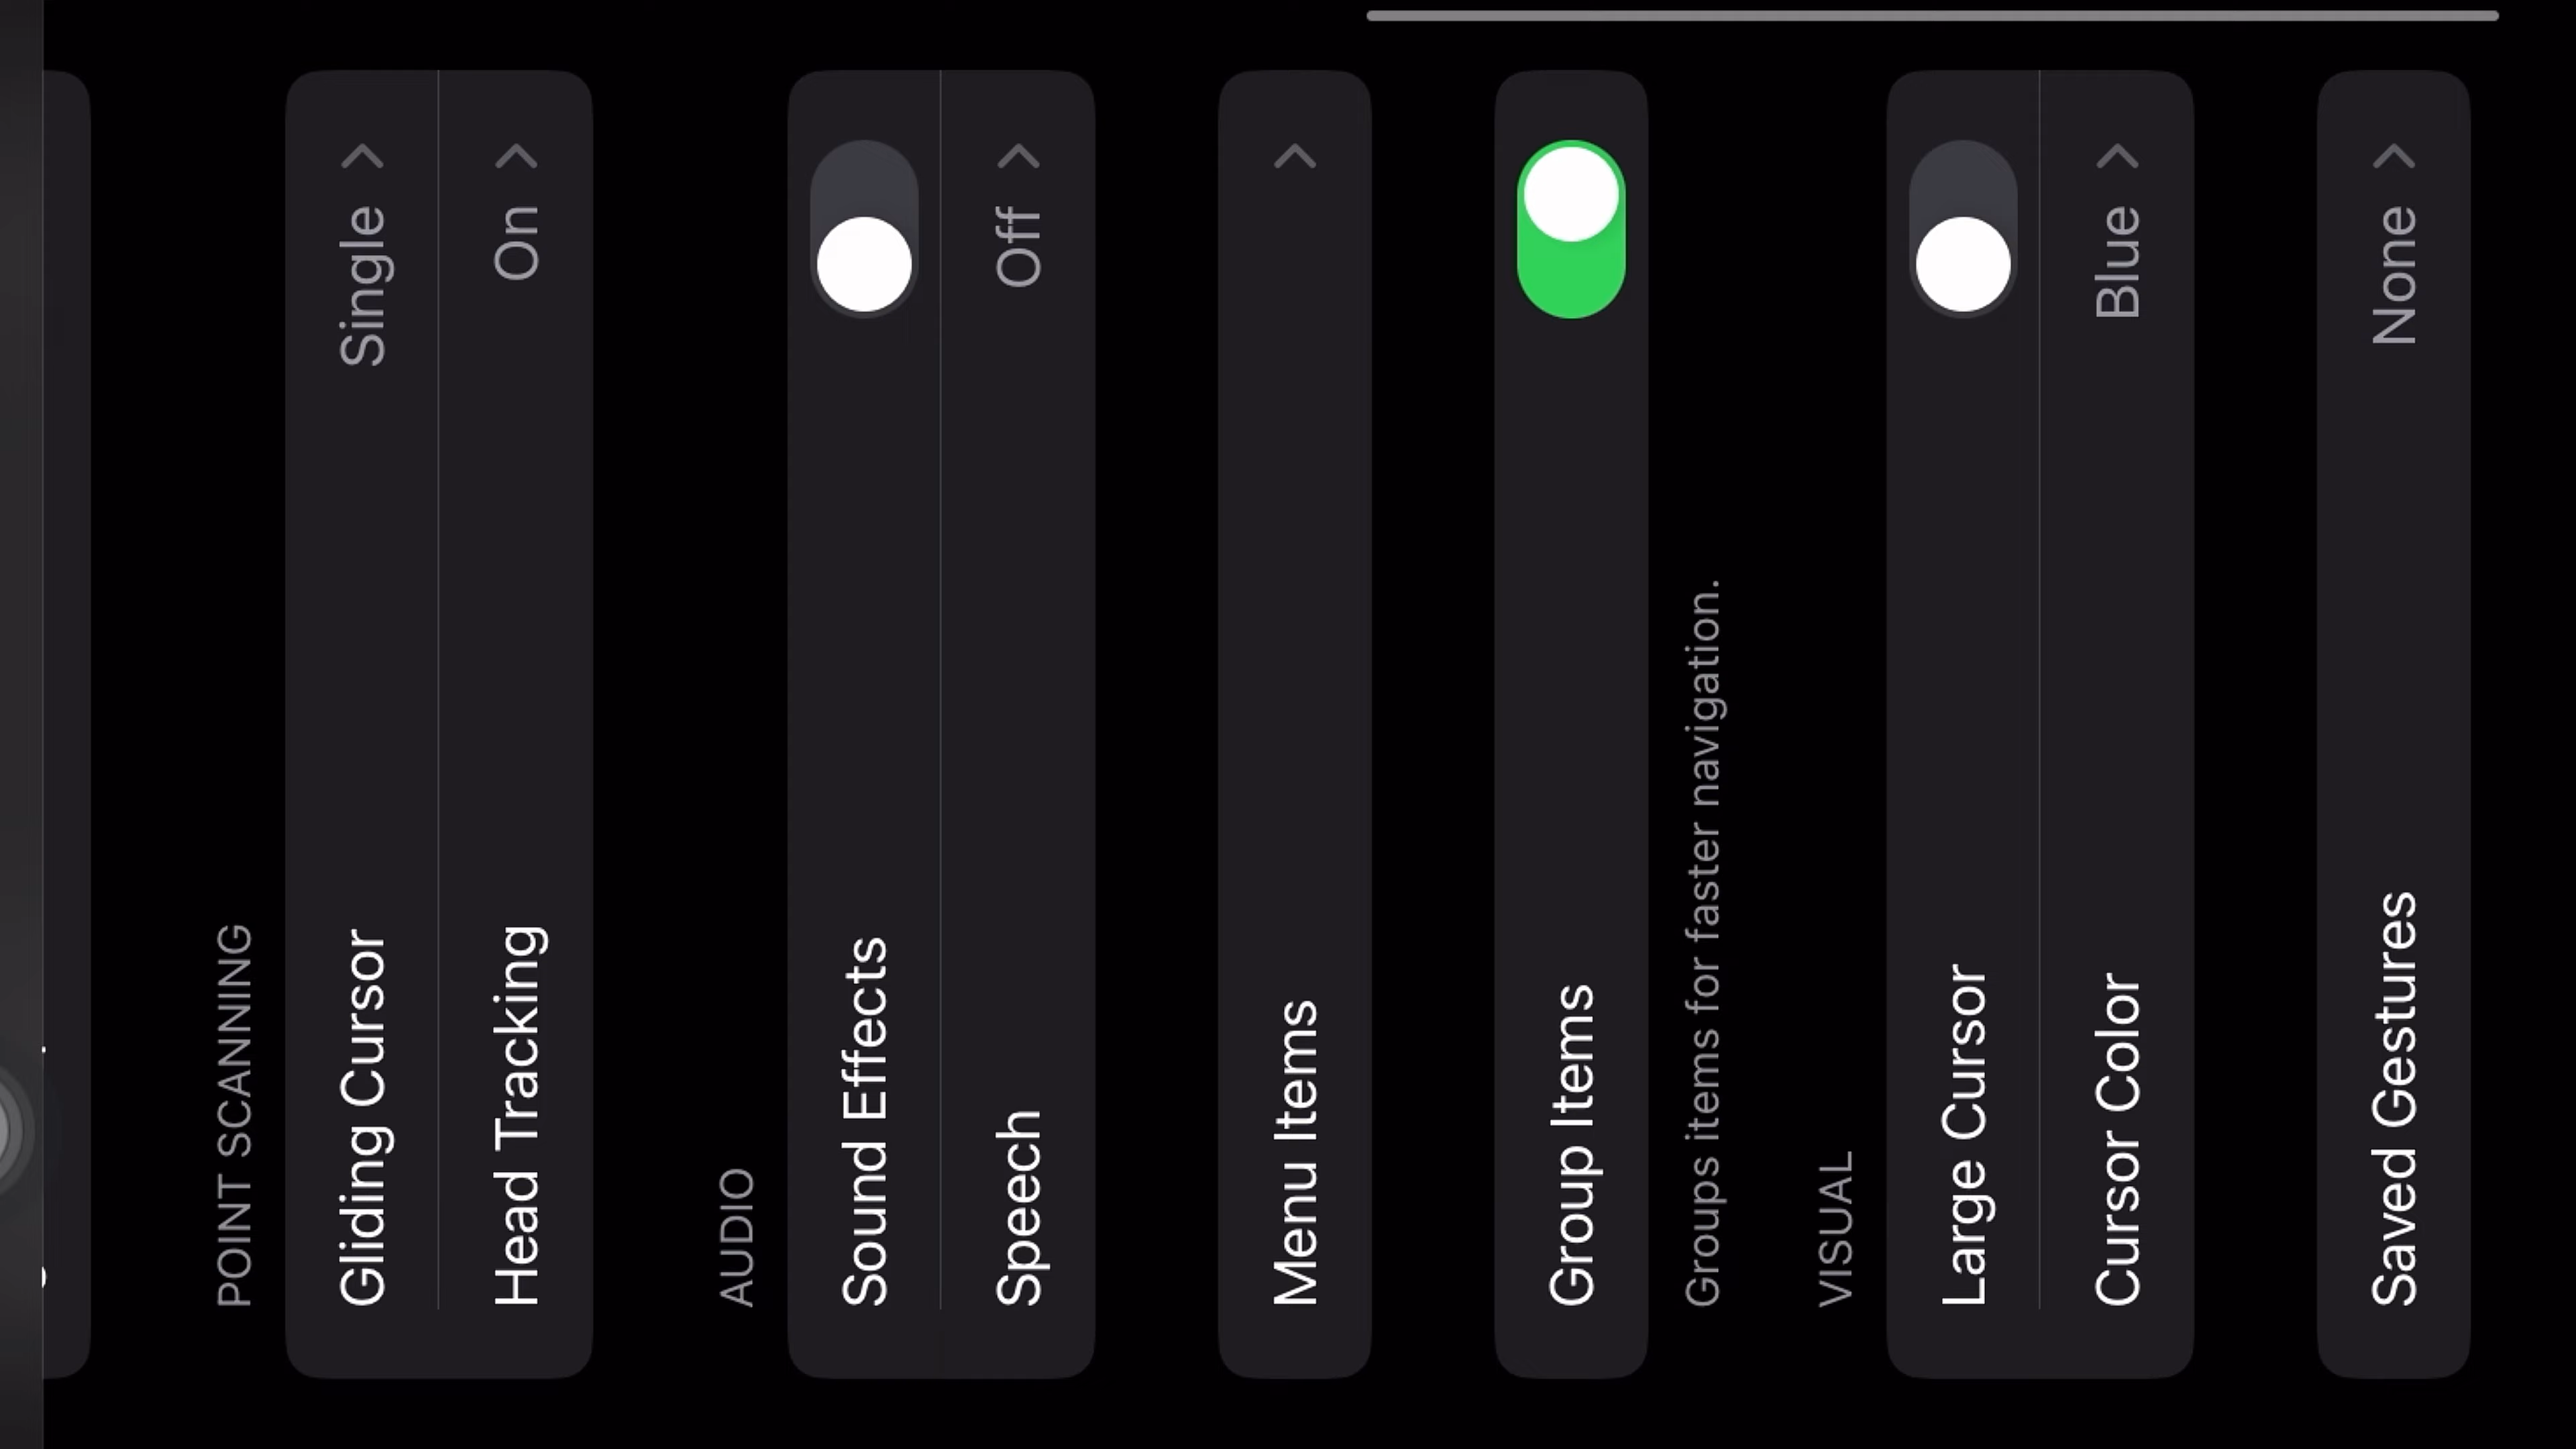 POINT SCANNING
Gliding Cursor Single
Head Tracking On
AUDIO
Sound Effects
Speech Off
Menu Items
Group Items
Groups items for faster navigation.
VISUAL
Large Cursor
Cursor Color Blue
Saved Gestures None